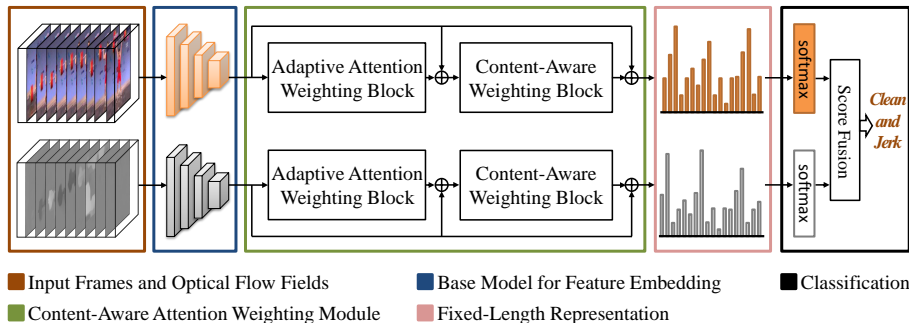 Adaptive Attention
Weighting Block
Content-Aware
Weighting Block
softmax
Adaptive Attention
Weighting Block
Content-Aware
Weighting Block
softmax
Score Fusion
Clean
and
Jerk
Input Frames and Optical Flow Fields
Base Model for Feature Embedding
Classification
Content-Aware Attention Weighting Module
Fixed-Length Representation